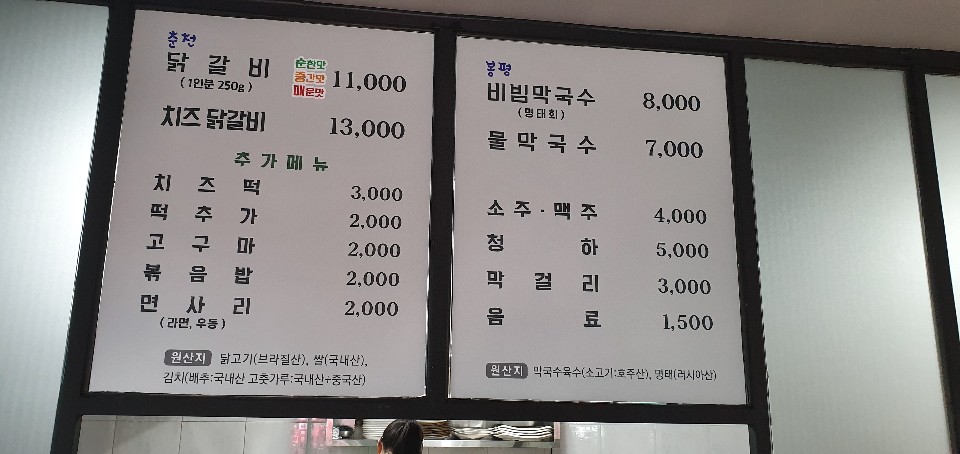 춘천
닭 갈 비 순한맛 중간맛 매운맛 11,000
(1인분 250g)
치즈 닭갈비 13,000
추가메뉴
치 즈 떡 3,000
떡 추 가 2,000
고 구 마 2,000
볶 음 밥 2,000
면 사 리 2,000
(라면, 우동)
원산지 닭고기(브라질산), 쌀(국내산),
김치(배추:국내산 고춧가루:국내산+중국산)
봉평
비빔막국수 8,000
(명태회)
물막국수 7,000
소주·맥주 4,000
청 하 5,000
막 걸 리 3,000
음 료 1,500
원산지 막국수육수(소고기:호주산), 명태(러시아산)